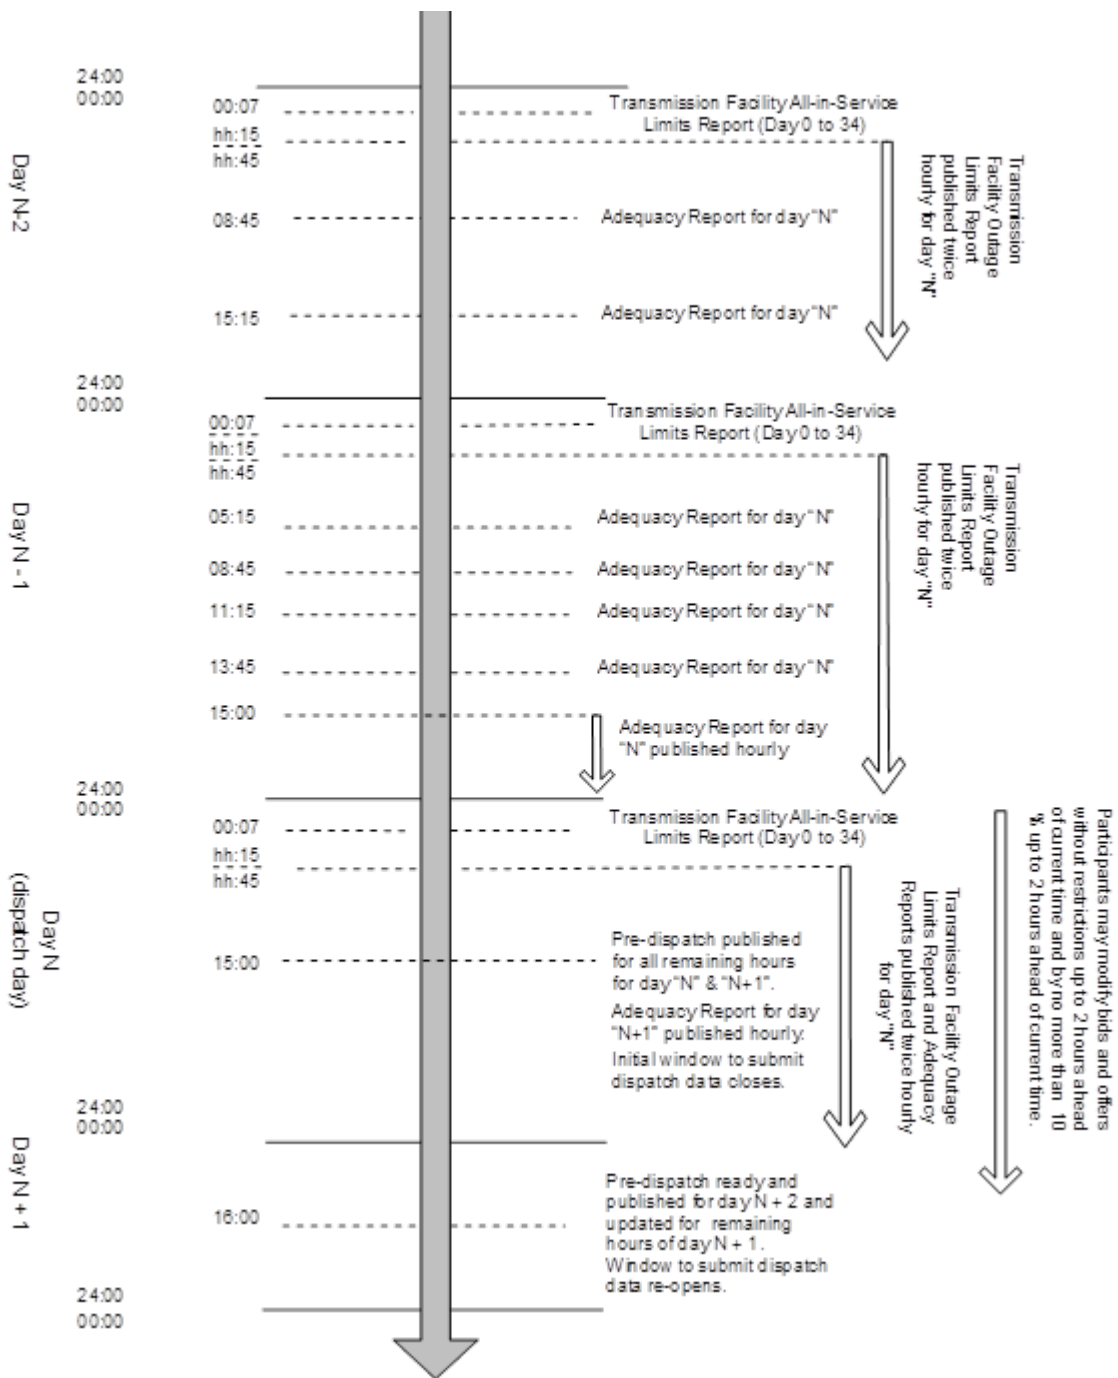 24:00
00:00
Day N-2
00:07
Transmission Facility All-in-Service
Limits Report (Day 0 to 34)
hh:15
hh:45
08:45
Adequacy Report for day "N"
15:15
Adequacy Report for day "N"
Transmission
Facility Outage
Limits Report
published twice
hourly for day "N"
24:00
00:00
Day N - 1
00:07
Transmission Facility All-in-Service
Limits Report (Day 0 to 34)
hh:15
hh:45
05:15
Adequacy Report for day "N"
08:45
Adequacy Report for day "N"
11:15
Adequacy Report for day "N"
13:45
Adequacy Report for day "N"
15:00
Adequacy Report for day
"N" published hourly
Transmission
Facility Outage
Limits Report
published twice
hourly for day "N"
24:00
00:00
Day N
(dispatch day)
00:07
Transmission Facility All-in-Service
Limits Report (Day 0 to 34)
hh:15
hh:45
15:00
Pre-dispatch published
for all remaining hours
for day "N" & "N+1".
Adequacy Report for day
"N+1" published hourly.
Initial window to submit
dispatch data closes.
Transmission Facility Outage
Limits Report and Adequacy
Reports published twice hourly
for day "N"
Participants may modify bids and offers
without restrictions up to 2 hours ahead
of current time and by no more than 10
% up to 2 hours ahead of current time.
24:00
00:00
Day N + 1
16:00
Pre-dispatch ready and
published for day N + 2 and
updated for remaining
hours of day N + 1.
Window to submit dispatch
data re-opens.
24:00
00:00